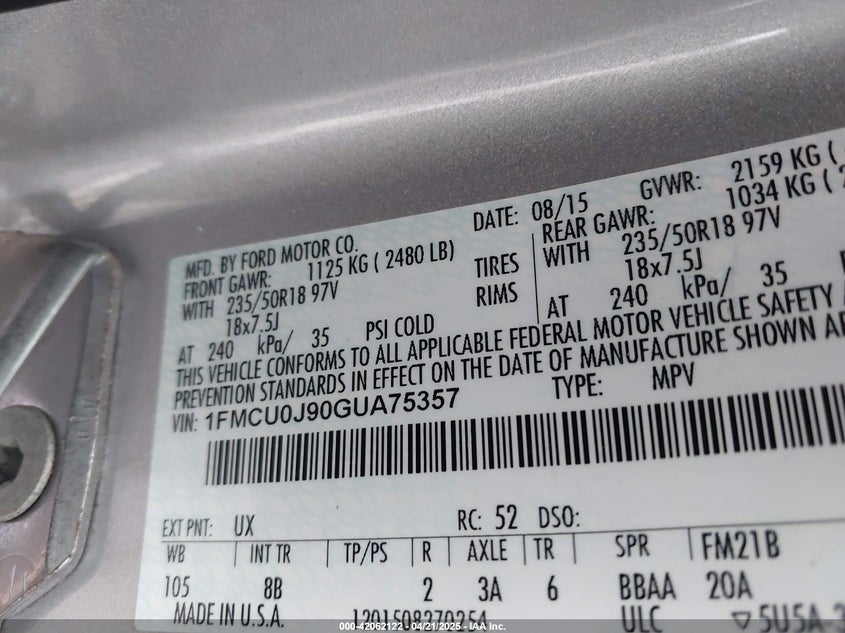 MFD. BY FORD MOTOR CO. DATE: 08/15 GVWR: 2159 KG (
FRONT GAWR: 1125 KG ( 2480 LB) REAR GAWR: 1034 KG (
WITH 235/50R18 97V TIRES WITH 235/50R18 97V
18x7.5J RIMS 18x7.5J
AT 240 kPa/ 35 PSI COLD AT 240 kPa/ 35
THIS VEHICLE CONFORMS TO ALL APPLICABLE FEDERAL MOTOR VEHICLE SAFETY
PREVENTION STANDARDS IN EFFECT ON THE DATE OF MANUFACTURE SHOWN
VIN: 1FMCU0J90GUA75357 TYPE: MPV
EXT PNT: UX RC: 52 DSO:
WB INT TR TP/PS R AXLE TR SPR FM21B
105 8B 2 3A 6 BBAA 20A
MADE IN U.S.A. 1201508270254 ULC ▽5U5A-3
000-42062122 - 04/21/2025 - IAA Inc.